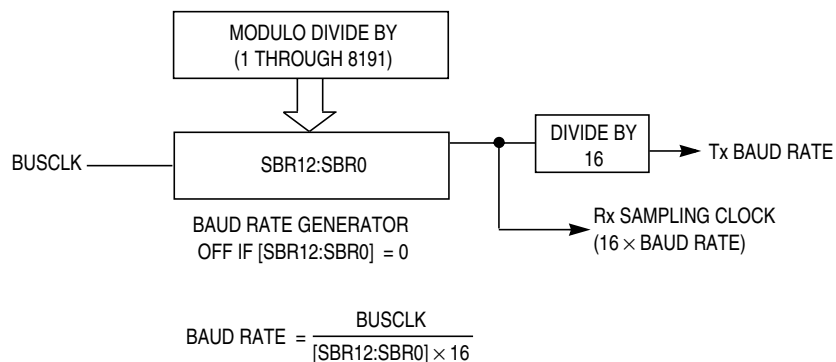 MODULO DIVIDE BY
(1 THROUGH 8191)
BUSCLK
SBR12:SBR0
DIVIDE BY
16
Tx BAUD RATE
Rx SAMPLING CLOCK
(16 × BAUD RATE)
BAUD RATE GENERATOR
OFF IF [SBR12:SBR0] = 0
BAUD RATE =
BUSCLK
[SBR12:SBR0] × 16